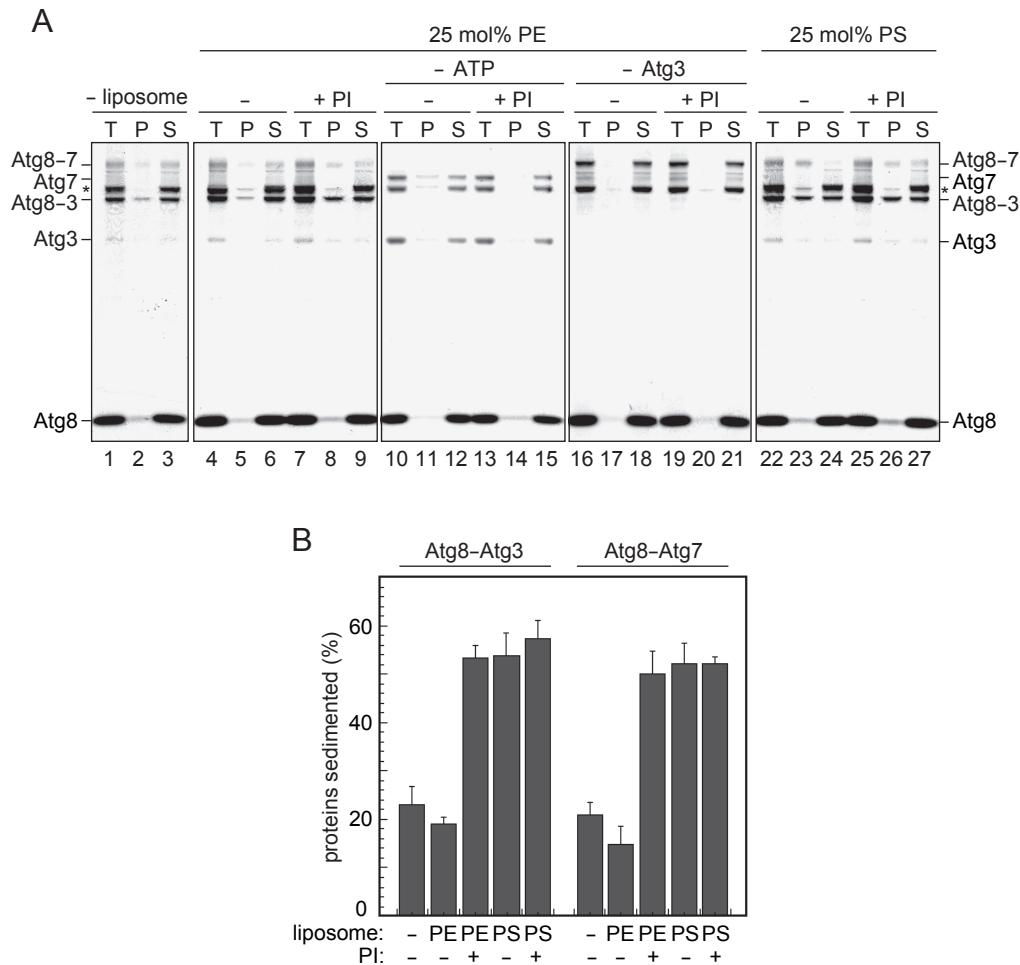 A
25 mol% PE
25 mol% PS
– ATP
– Atg3
– liposome
–
+ PI
–
+ PI
–
+ PI
–
+ PI
T P S T P S T P S T P S T P S T P S T P S T P S T P S
Atg8–7
Atg7
*
Atg8–3
Atg3
Atg8
Atg8–7
Atg7
*
Atg8–3
Atg3
Atg8
1 2 3 4 5 6 7 8 9 10 11 12 13 14 15 16 17 18 19 20 21 22 23 24 25 26 27
B
Atg8–Atg3
Atg8–Atg7
proteins sedimented (%)
60
40
20
0
liposome: – PE PE PS PS – PE PE PS PS
PI: – – + – + – – + – +